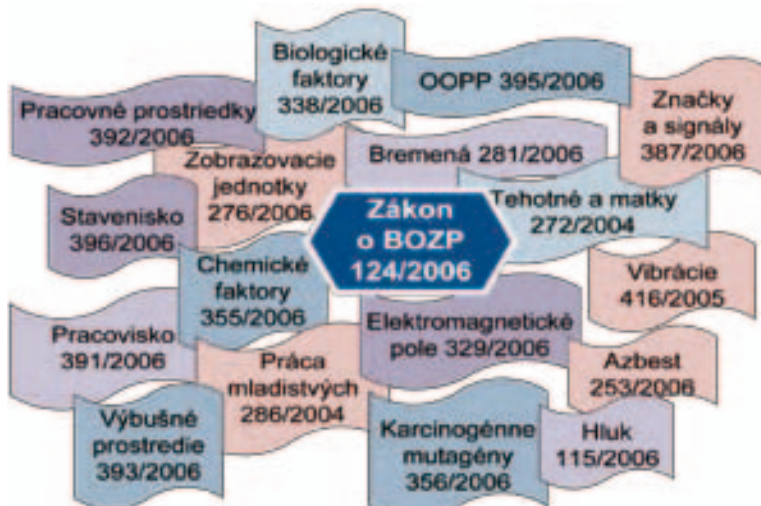 Biologické
faktory
338/2006
OOPP 395/2006
Značky
a signály
387/2006
Pracovné prostriedky
392/2006
Zobrazovacie
jednotky
276/2006
Bremená 281/2006
Tehotné a matky
272/2004
Stavenisko
396/2006
Zákon
o BOZP
124/2006
Chemické
faktory
355/2006
Vibrácie
416/2005
Pracovisko
391/2006
Elektromagnetické
pole 329/2006
Práca
mladistvých
286/2004
Azbest
253/2006
Výbušné
prostredie
393/2006
Karcinogénne
mutagény
356/2006
Hluk
115/2006